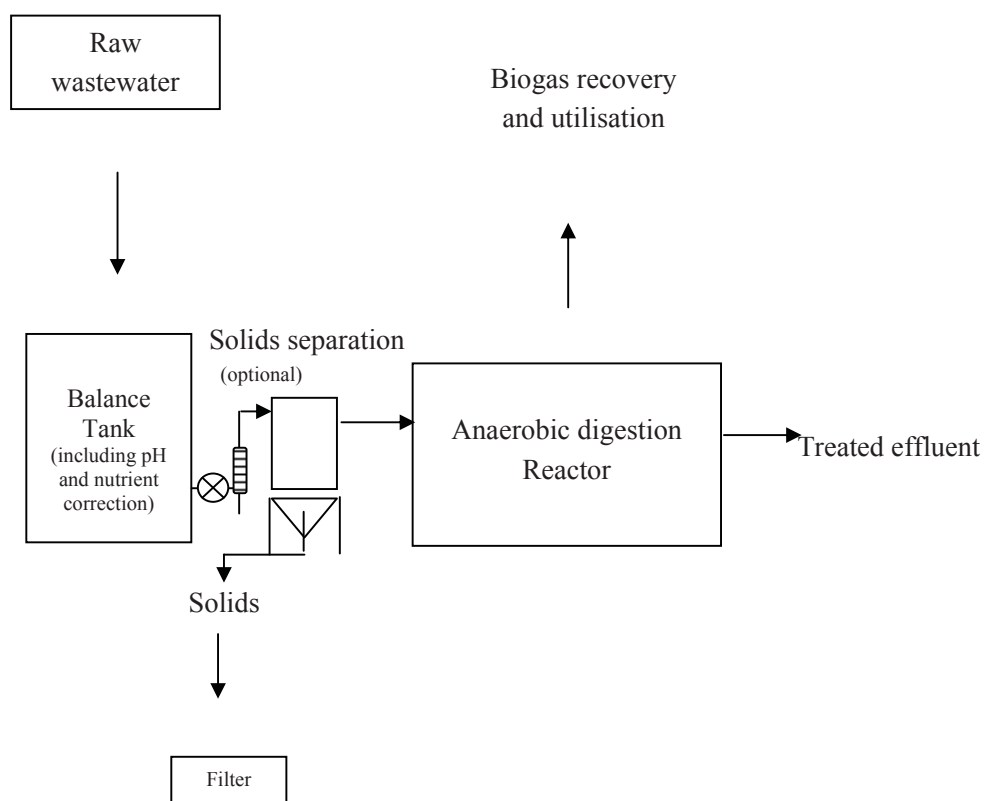 Raw
wastewater
Biogas recovery
and utilisation
Solids separation
(optional)
Balance
Tank
(including pH
and nutrient
correction)
Anaerobic digestion
Reactor
Treated effluent
Solids
Filter